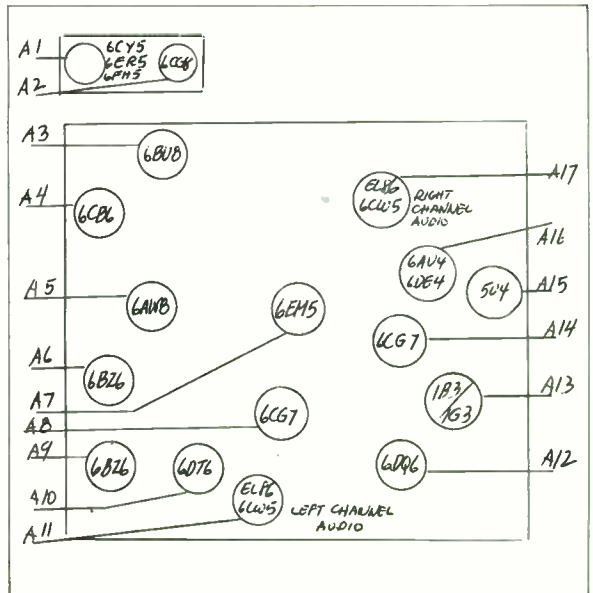 A1
6CY5
6ER5
6FH5
6CG8
A2
A3
6BU8
A17
EL86
6CW5
RIGHT
CHANNEL
AUDIO
A4
6CB6
A16
6AU4
6DE4
A5
6AW8
6EM5
5U4
A15
6CG7
A14
A6
6BZ6
A7
1B3
1G3
A13
A8
6CG7
A9
6BZ6
6DT6
6DQ6
A12
A10
EL86
6CW5
LEFT CHANNEL
AUDIO
A11